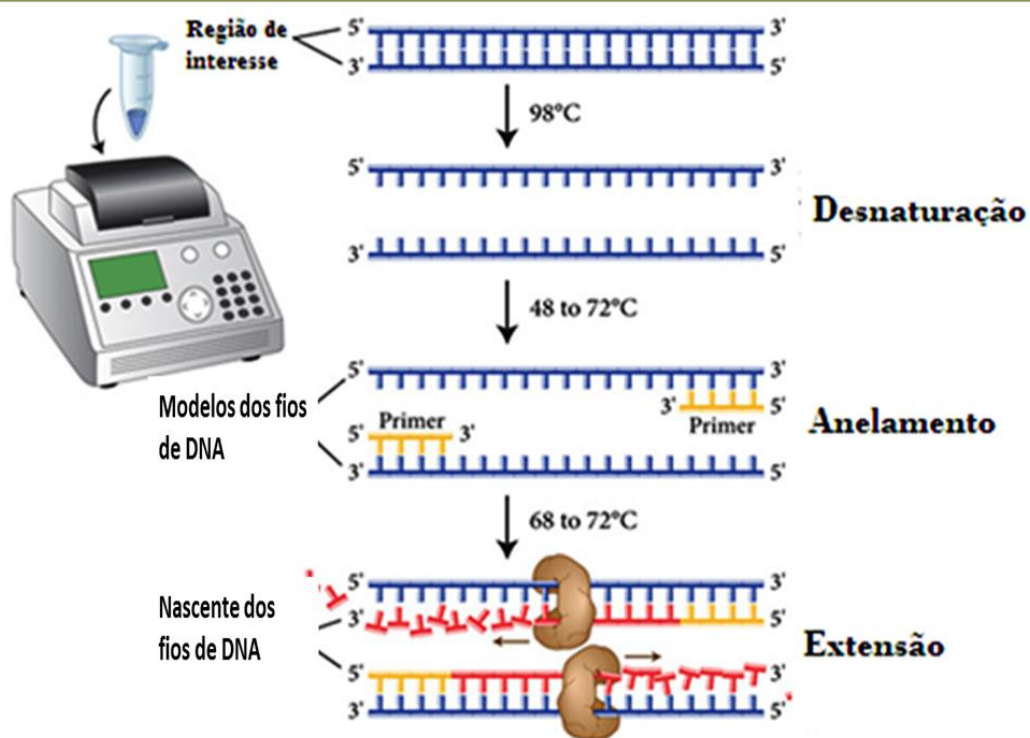 Região de
interesse
5' 3'
3' 5'
98°C
5' 3'
3' 5'
Desnaturação
48 to 72°C
5' 3'
3' 5'
Primer
Modelos dos fios
de DNA
Primer
5' 3'
3' 5'
Anelamento
68 to 72°C
5' 3'
3' 5'
Nascente dos
fios de DNA
5' 3'
3' 5'
Extensão